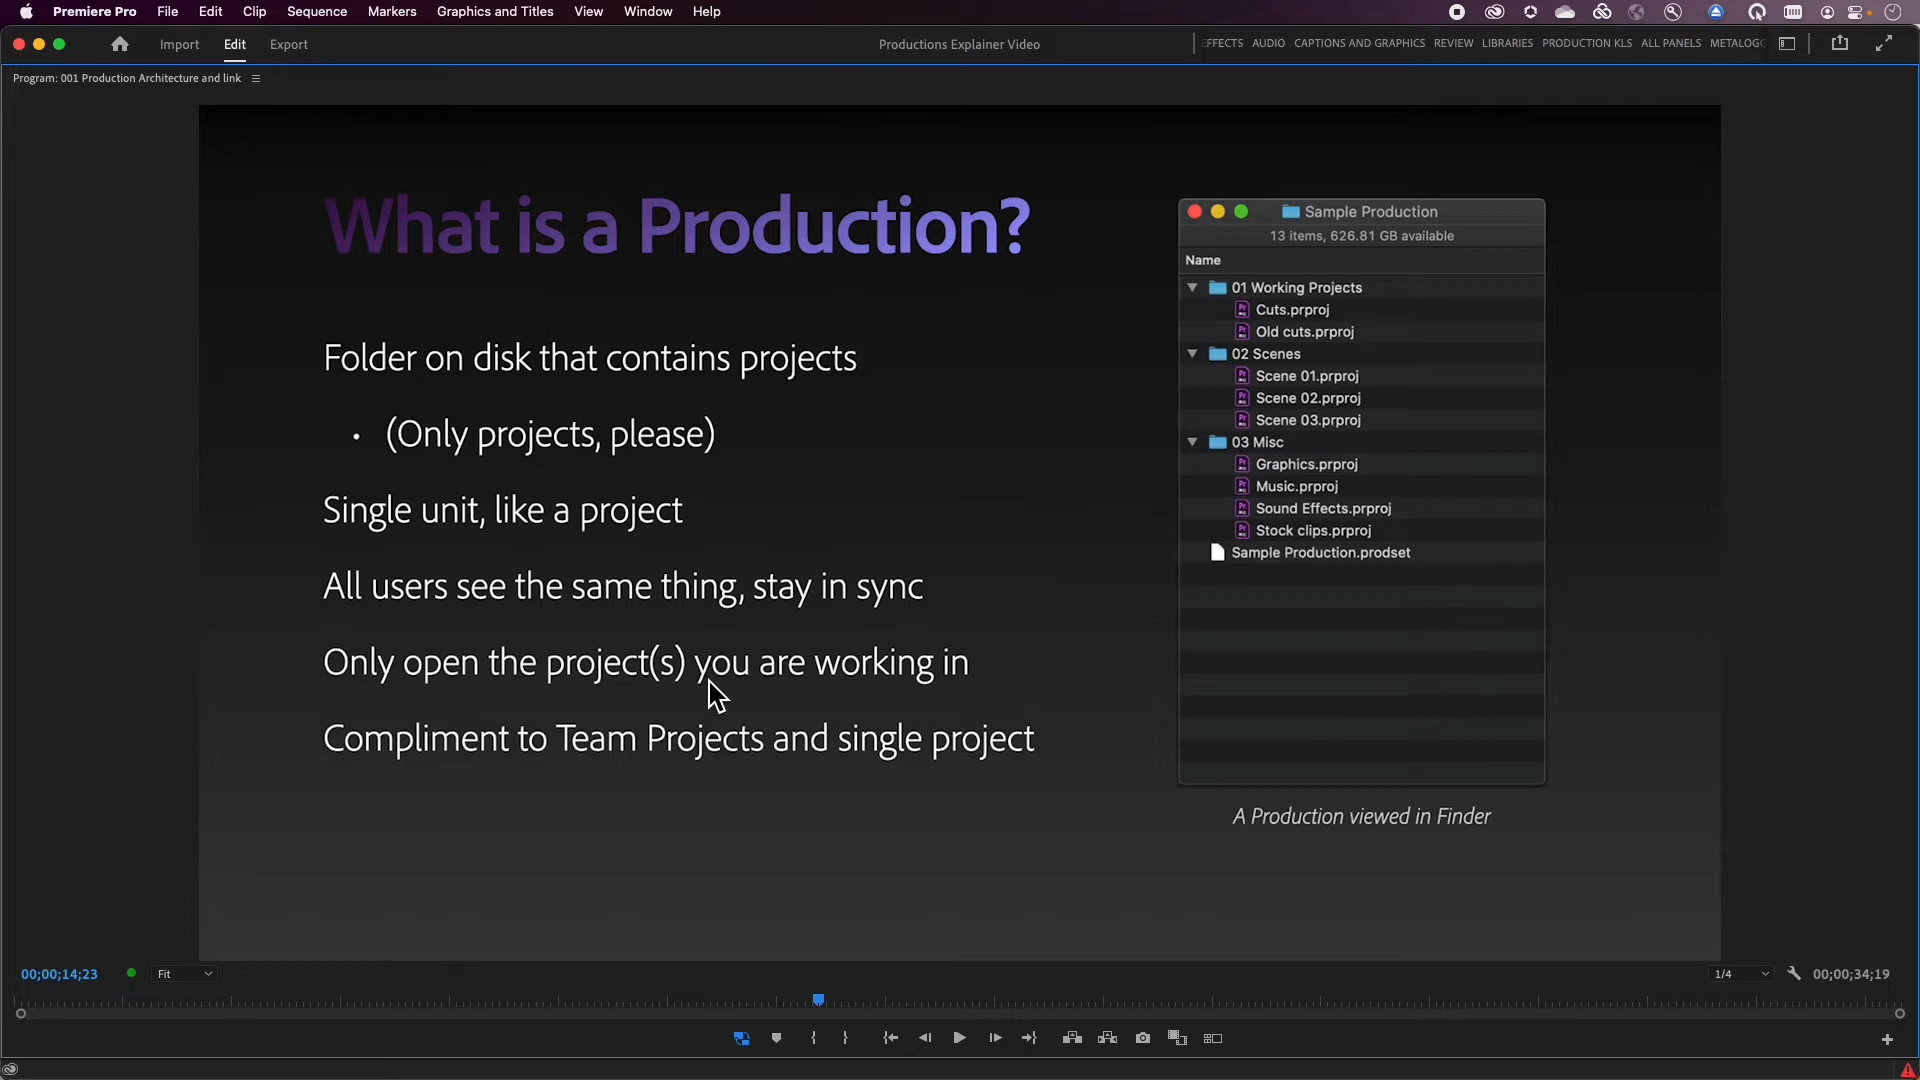 Premiere Pro File Edit Clip Sequence Markers Graphics and Titles View Window Help
Import Edit Export Productions Explainer Video EFFECTS AUDIO CAPTIONS AND GRAPHICS REVIEW LIBRARIES PRODUCTION KLS ALL PANELS METALOGG
Program: 001 Production Architecture and link
What is a Production?
Folder on disk that contains projects
• (Only projects, please)
Single unit, like a project
All users see the same thing, stay in sync
Only open the project(s) you are working in
Compliment to Team Projects and single project
Sample Production
13 items, 626.81 GB available
Name
01 Working Projects
Cuts.prproj
Old cuts.prproj
02 Scenes
Scene 01.prproj
Scene 02.prproj
Scene 03.prproj
03 Misc
Graphics.prproj
Music.prproj
Sound Effects.prproj
Stock clips.prproj
Sample Production.prodset
A Production viewed in Finder
00;00;14;23 Fit 1/4 00;00;34;19